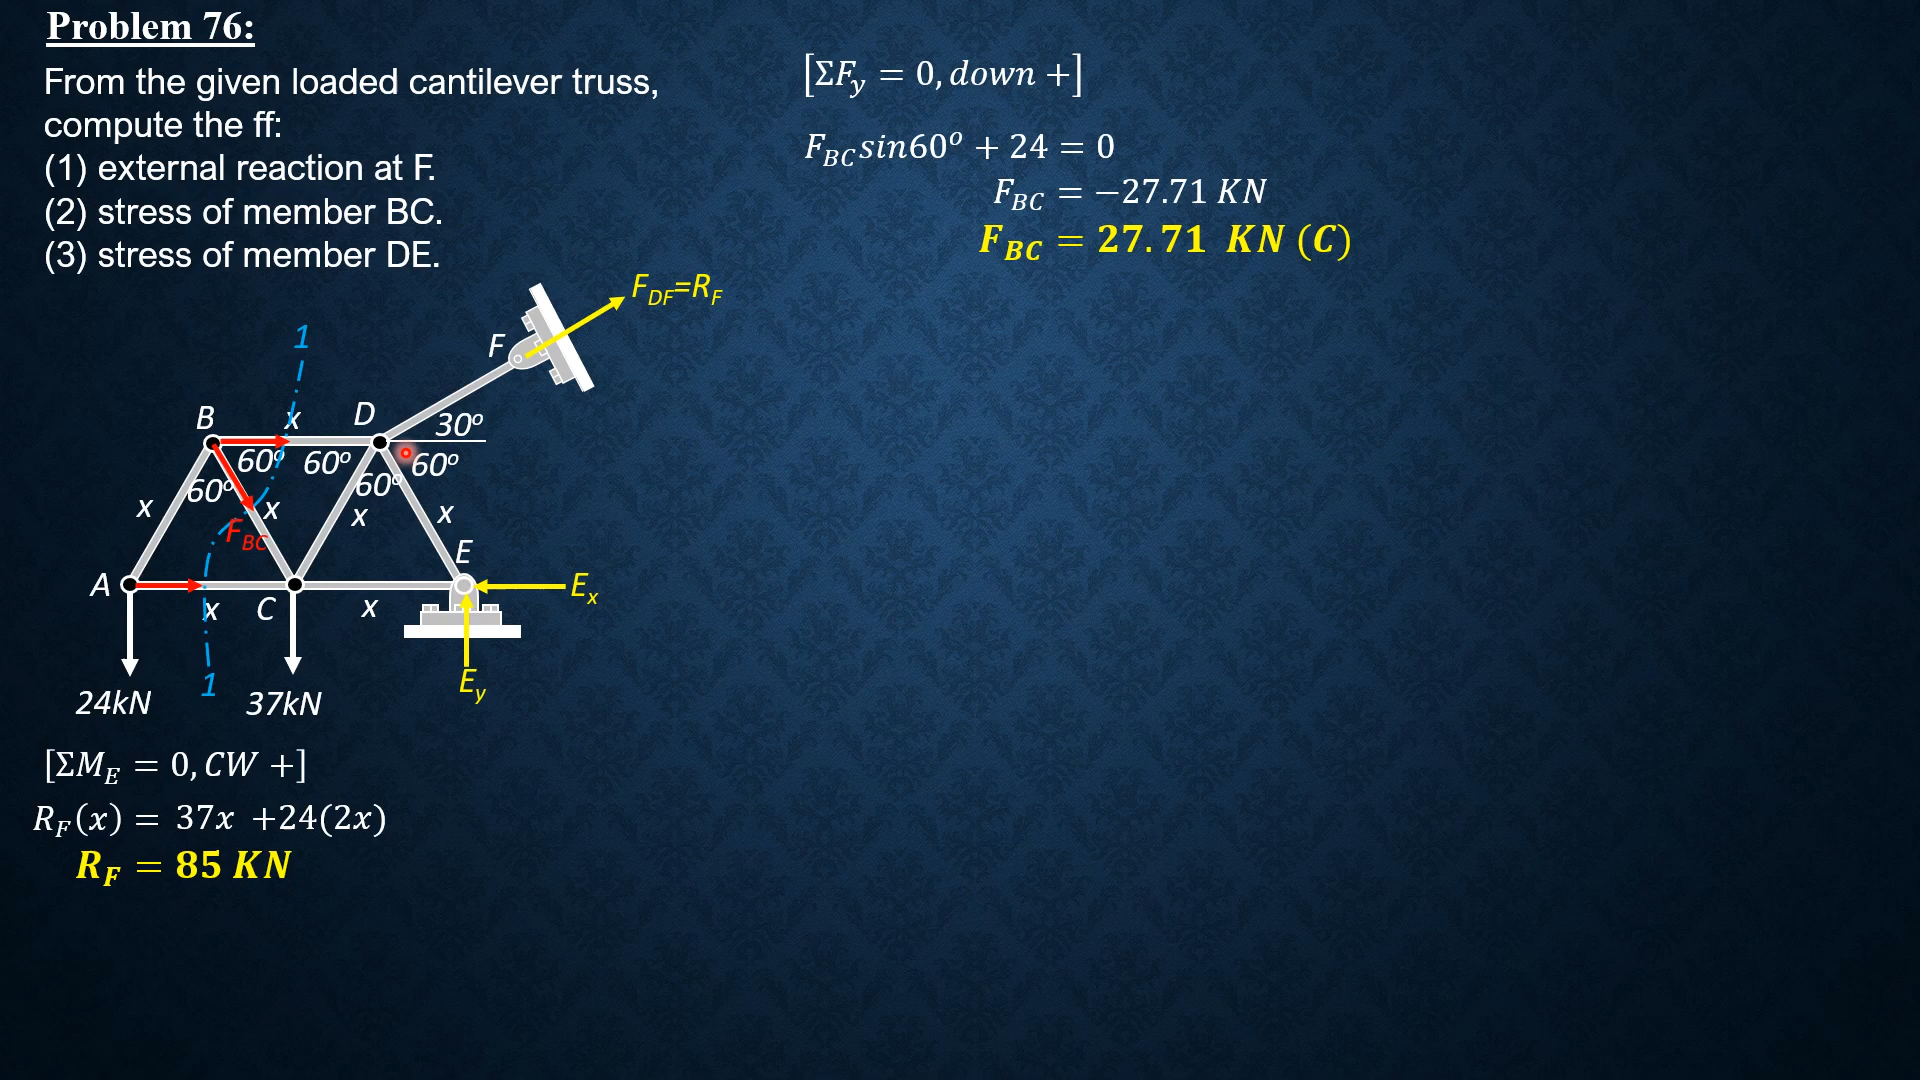 Problem 76:
From the given loaded cantilever truss,
compute the ff:
(1) external reaction at F.
(2) stress of member BC.
(3) stress of member DE.
[ΣF_y = 0, down +]
F_BC sin60° + 24 = 0
F_BC = −27.71 KN
F_BC = 27.71 KN (C)
F_DF=R_F
1
F
B
x
D
30°
60°
60°
60°
60°
60°
x
x
x
x
F_BC
E
A
E_x
x
C
x
1
E_y
24kN
37kN
[ΣM_E = 0, CW +]
R_F(x) = 37x +24(2x)
R_F = 85 KN